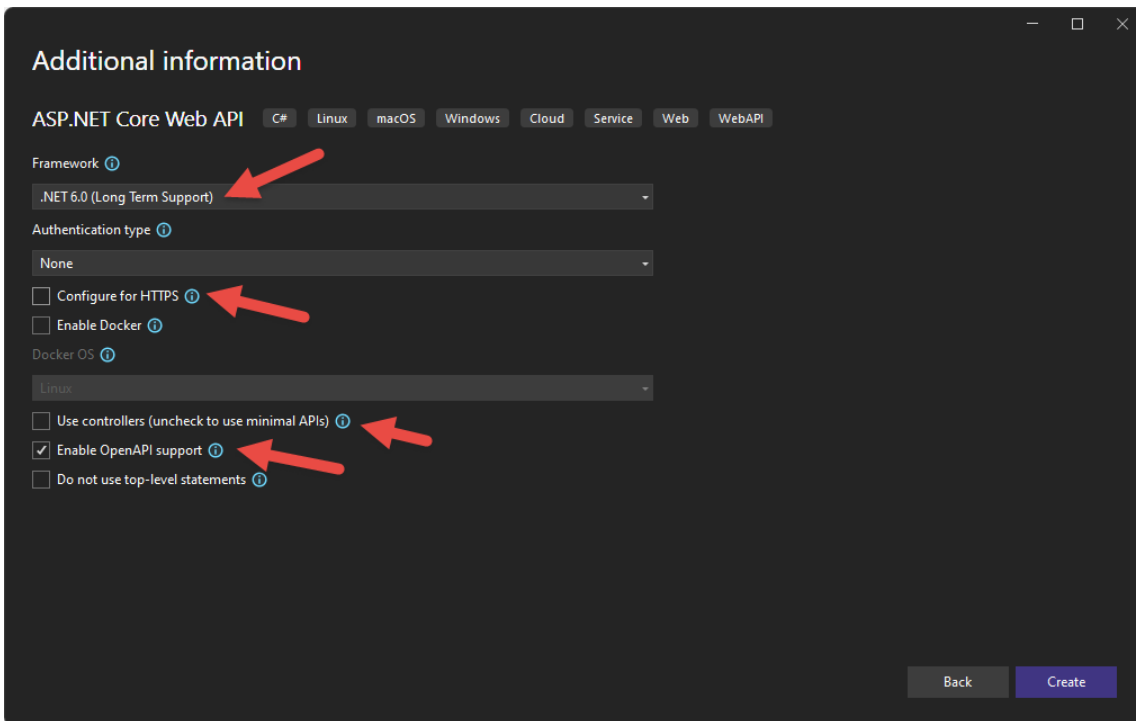 Additional information
ASP.NET Core Web API C# Linux macOS Windows Cloud Service Web WebAPI
Framework
.NET 6.0 (Long Term Support)
Authentication type
None
Configure for HTTPS
Enable Docker
Docker OS
Linux
Use controllers (uncheck to use minimal APIs)
Enable OpenAPI support
Do not use top-level statements
Back Create